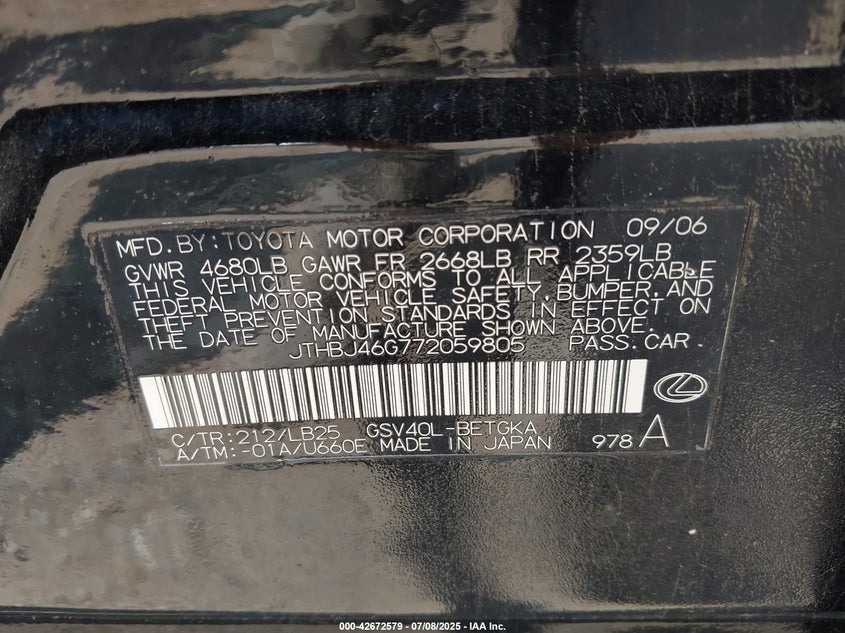 MFD. BY: TOYOTA MOTOR CORPORATION 09/06
GVWR 4680LB GAWR FR 2668LB RR 2359LB
THIS VEHICLE CONFORMS TO ALL APPLICABLE
FEDERAL MOTOR VEHICLE SAFETY, BUMPER, AND
THEFT PREVENTION STANDARDS IN EFFECT ON
THE DATE OF MANUFACTURE SHOWN ABOVE.
JTHBJ46G772059805 PASS. CAR.
C/TR: 212/LB25 GSV40L-BETGKA
A/TM: -01A/U660E MADE IN JAPAN 978 A
000-42672579 - 07/08/2025 - IAA Inc.